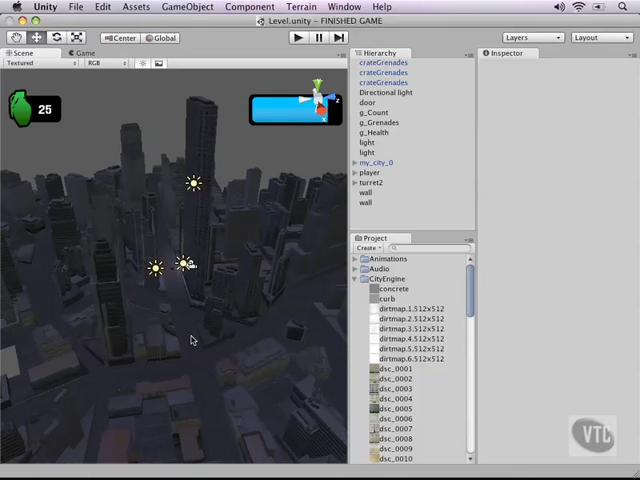 Unity File Edit Assets GameObject Component Terrain Window Help
Level.unity – FINISHED GAME
Center Global Layers Layout
Scene Game
Textured RGB
25
z
x
Hierarchy
crateGrenades
crateGrenades
crateGrenades
Directional light
door
g_Count
g_Grenades
g_Health
light
light
my_city_0
player
turret2
wall
wall
Project
Create
Animations
Audio
CityEngine
concrete
curb
dirtmap.1.512x512
dirtmap.2.512x512
dirtmap.3.512x512
dirtmap.4.512x512
dirtmap.5.512x512
dirtmap.6.512x512
dsc_0001
dsc_0002
dsc_0003
dsc_0004
dsc_0005
dsc_0006
dsc_0007
dsc_0008
dsc_0009
dsc_0010
Inspector
VTC